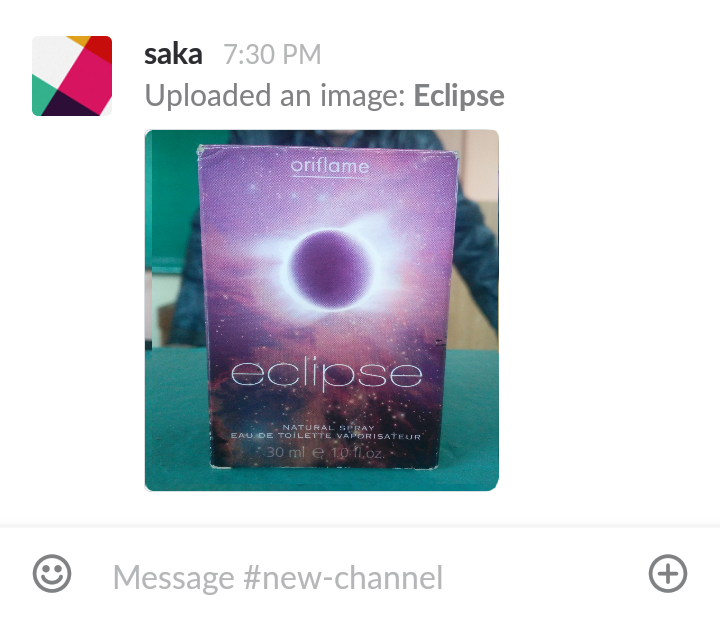 saka 7:30 PM
Uploaded an image: Eclipse
oriflame
eclipse
NATURAL SPRAY
EAU DE TOILETTE VAPORISATEUR
30 ml e 1.0 fl.oz.
Message #new-channel